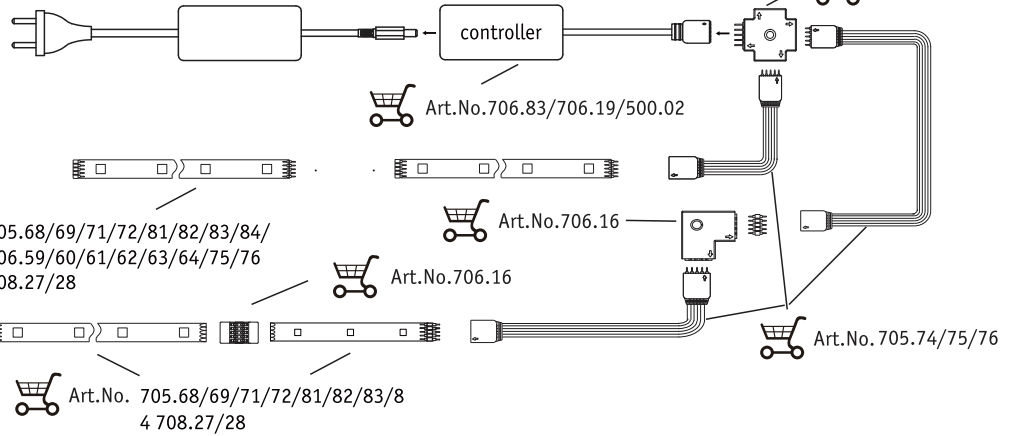 controller
Art.No.706.83/706.19/500.02
Art.No.706.16
05.68/69/71/72/81/82/83/84/
06.59/60/61/62/63/64/75/76
08.27/28
Art.No.706.16
Art.No.705.74/75/76
Art.No. 705.68/69/71/72/81/82/83/8
4 708.27/28